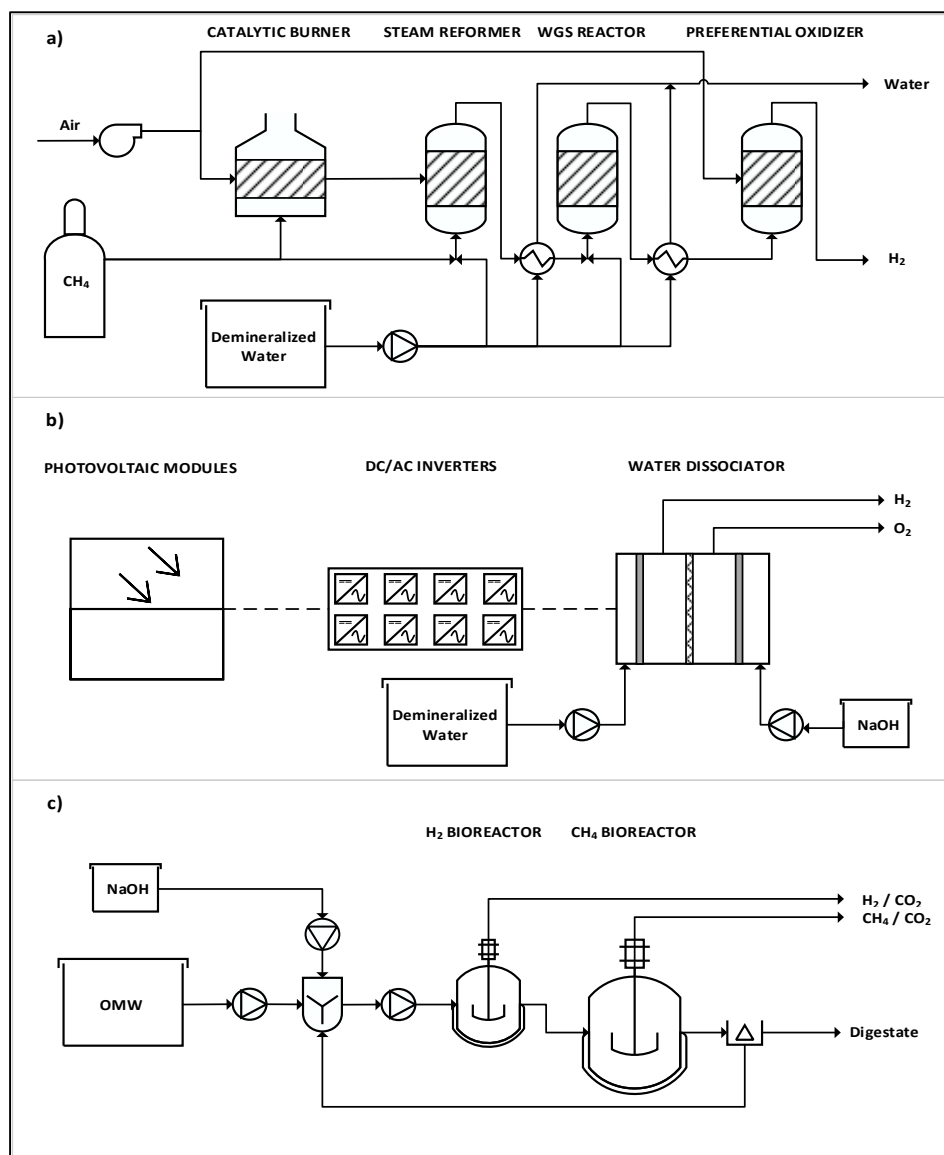 a)
CATALYTIC BURNER STEAM REFORMER WGS REACTOR PREFERENTIAL OXIDIZER
Water
Air
CH₄
H₂
Demineralized
Water
b)
PHOTOVOLTAIC MODULES DC/AC INVERTERS WATER DISSOCIATOR
H₂
O₂
Demineralized
Water
NaOH
c)
H₂ BIOREACTOR CH₄ BIOREACTOR
NaOH
H₂ / CO₂
CH₄ / CO₂
OMW
Digestate